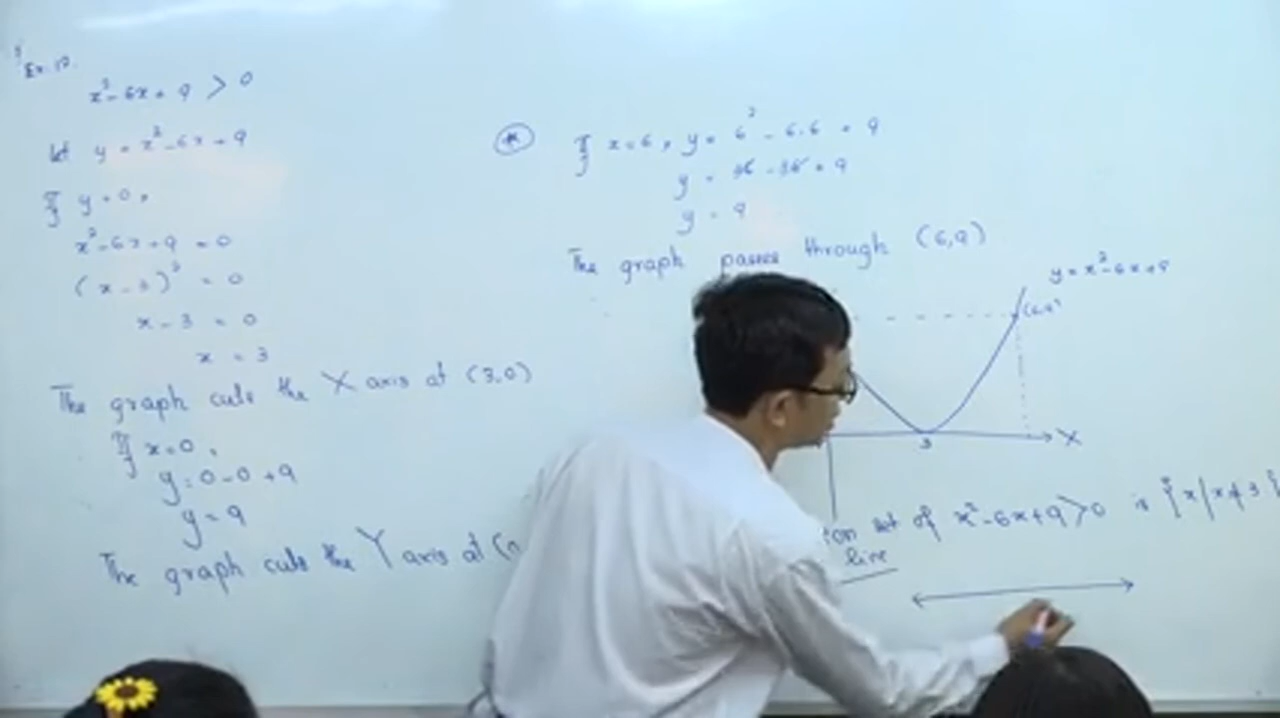 Ex. 10
x² - 6x + 9 > 0
let y = x² - 6x + 9
If y = 0,
x² - 6x + 9 = 0
(x - 3)² = 0
x - 3 = 0
x = 3
The graph cuts the X axis at (3,0)
If x = 0,
y = 0 - 0 + 9
y = 9
The graph cuts the Y axis at (0
* If x = 6, y = 6² - 6.6 + 9
y = 36 - 36 + 9
y = 9
The graph passes through (6,9)
y = x² - 6x + 9
(6,9)
3
X
set of x² - 6x + 9 > 0 is {x / x ≠ 3}
line